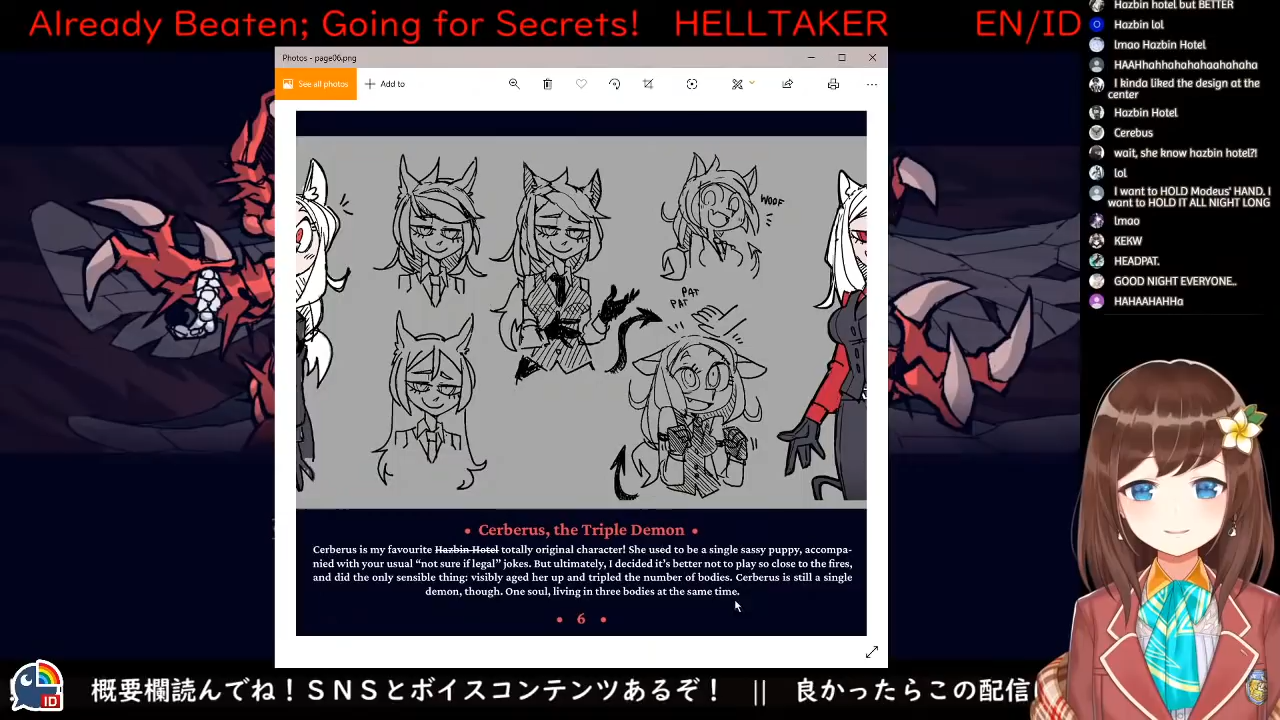 Already Beaten; Going for Secrets! HELLTAKER EN/ID
Photos - page06.png
See all photos
Add to
WOOF
PAT
PAT
• Cerberus, the Triple Demon •
Cerberus is my favourite Hazbin Hotel totally original character! She used to be a single sassy puppy, accompa-
nied with your usual “not sure if legal” jokes. But ultimately, I decided it’s better not to play so close to the fires,
and did the only sensible thing: visibly aged her up and tripled the number of bodies. Cerberus is still a single
demon, though. One soul, living in three bodies at the same time.
• 6 •
Hazbin hotel but BETTER
Hazbin lol
lmao Hazbin Hotel
HAAHhahhahahahaahahaha
I kinda liked the design at the
center
Hazbin Hotel
Cerebus
wait, she know hazbin hotel?!
lol
I want to HOLD Modeus' HAND. I
want to HOLD IT ALL NIGHT LONG
lmao
KEKW
HEADPAT.
GOOD NIGHT EVERYONE..
HAHAAHAHHa
ID
概要欄読んでね！ＳＮＳとボイスコンテンツあるぞ！ || 良かったらこの配信